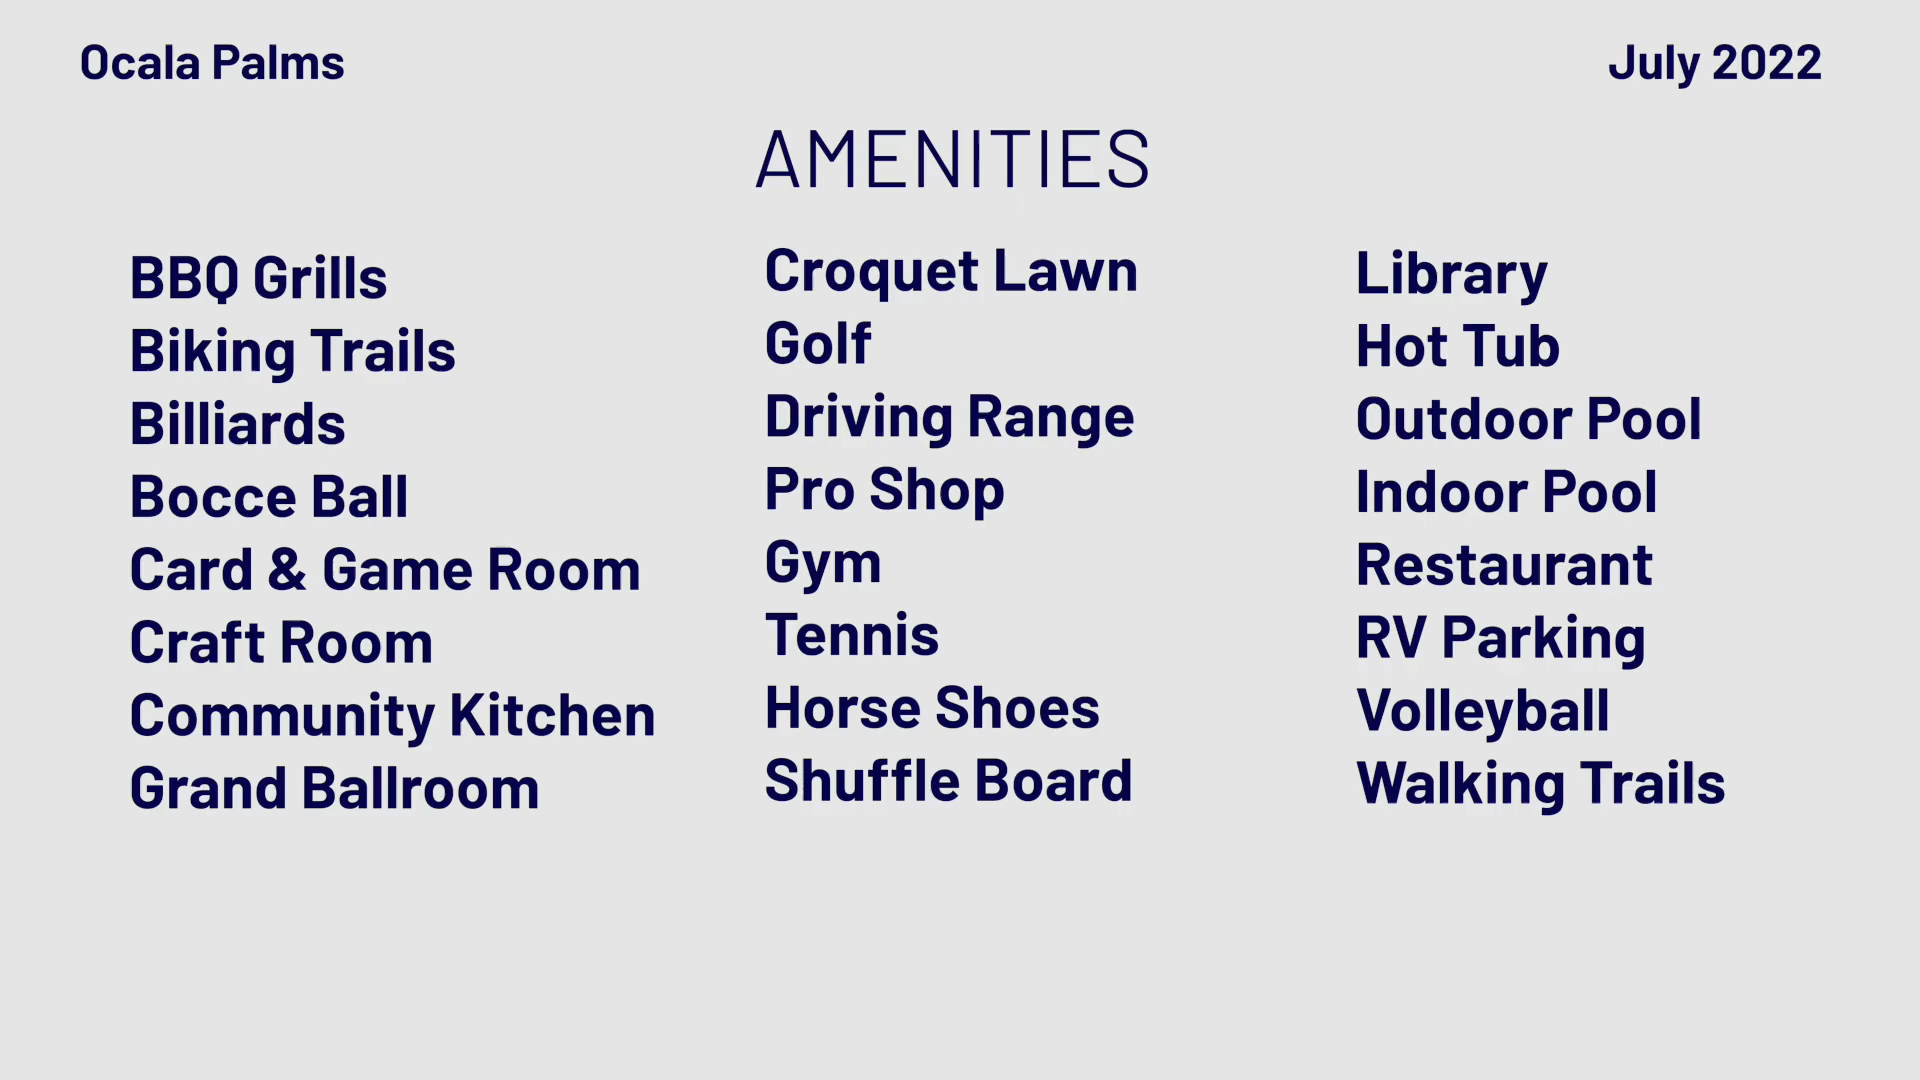 Ocala Palms
July 2022
AMENITIES
BBQ Grills
Biking Trails
Billiards
Bocce Ball
Card & Game Room
Craft Room
Community Kitchen
Grand Ballroom
Croquet Lawn
Golf
Driving Range
Pro Shop
Gym
Tennis
Horse Shoes
Shuffle Board
Library
Hot Tub
Outdoor Pool
Indoor Pool
Restaurant
RV Parking
Volleyball
Walking Trails